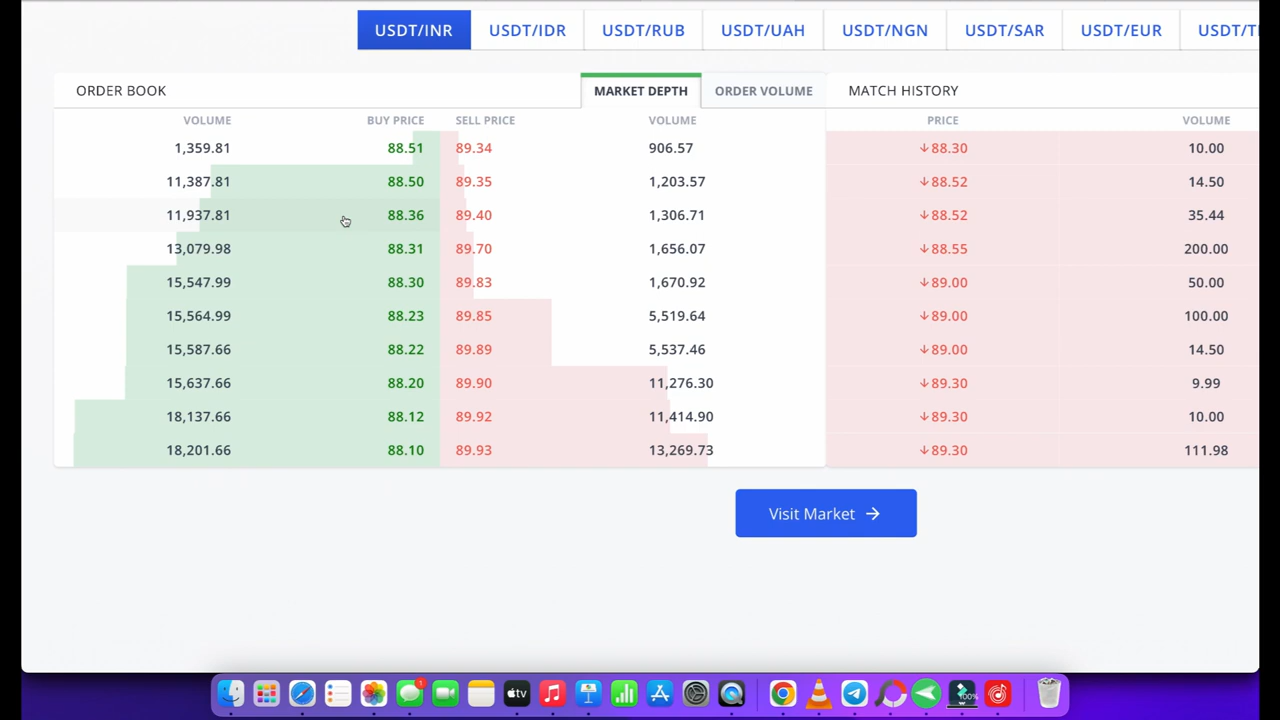 USDT/INR USDT/IDR USDT/RUB USDT/UAH USDT/NGN USDT/SAR USDT/EUR
ORDER BOOK MARKET DEPTH ORDER VOLUME MATCH HISTORY
VOLUME BUY PRICE SELL PRICE VOLUME PRICE VOLUME
1,359.81 88.51 89.34 906.57 ↓88.30 10.00
11,387.81 88.50 89.35 1,203.57 ↓88.52 14.50
11,937.81 88.36 89.40 1,306.71 ↓88.52 35.44
13,079.98 88.31 89.70 1,656.07 ↓88.55 200.00
15,547.99 88.30 89.83 1,670.92 ↓89.00 50.00
15,564.99 88.23 89.85 5,519.64 ↓89.00 100.00
15,587.66 88.22 89.89 5,537.46 ↓89.00 14.50
15,637.66 88.20 89.90 11,276.30 ↓89.30 9.99
18,137.66 88.12 89.92 11,414.90 ↓89.30 10.00
18,201.66 88.10 89.93 13,269.73 ↓89.30 111.98
Visit Market →
tv
1
100%